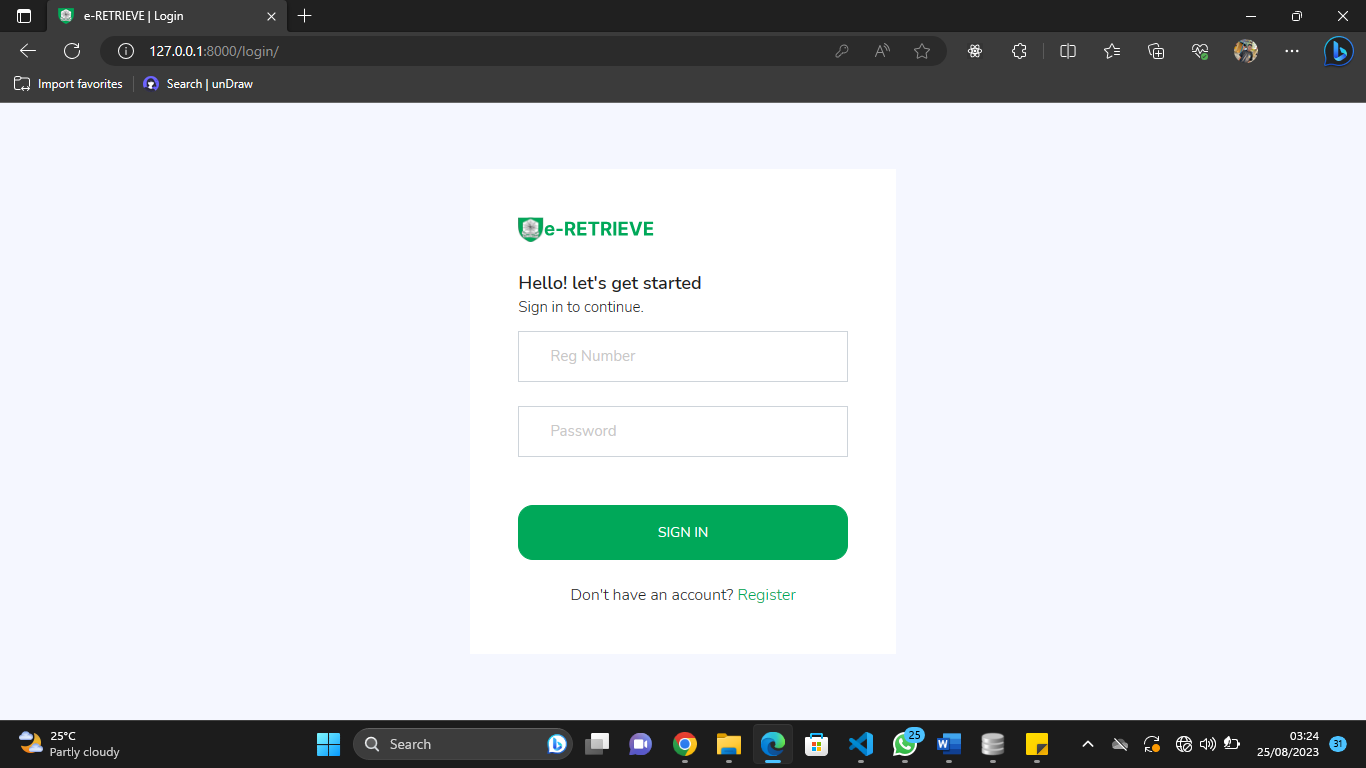 e-RETRIEVE | Login
127.0.0.1:8000/login/
Import favorites
Search | unDraw
e-RETRIEVE
Hello! let's get started
Sign in to continue.
Reg Number
Password
SIGN IN
Don't have an account? Register
25°C
Partly cloudy
Search
25
03:24
25/08/2023
31